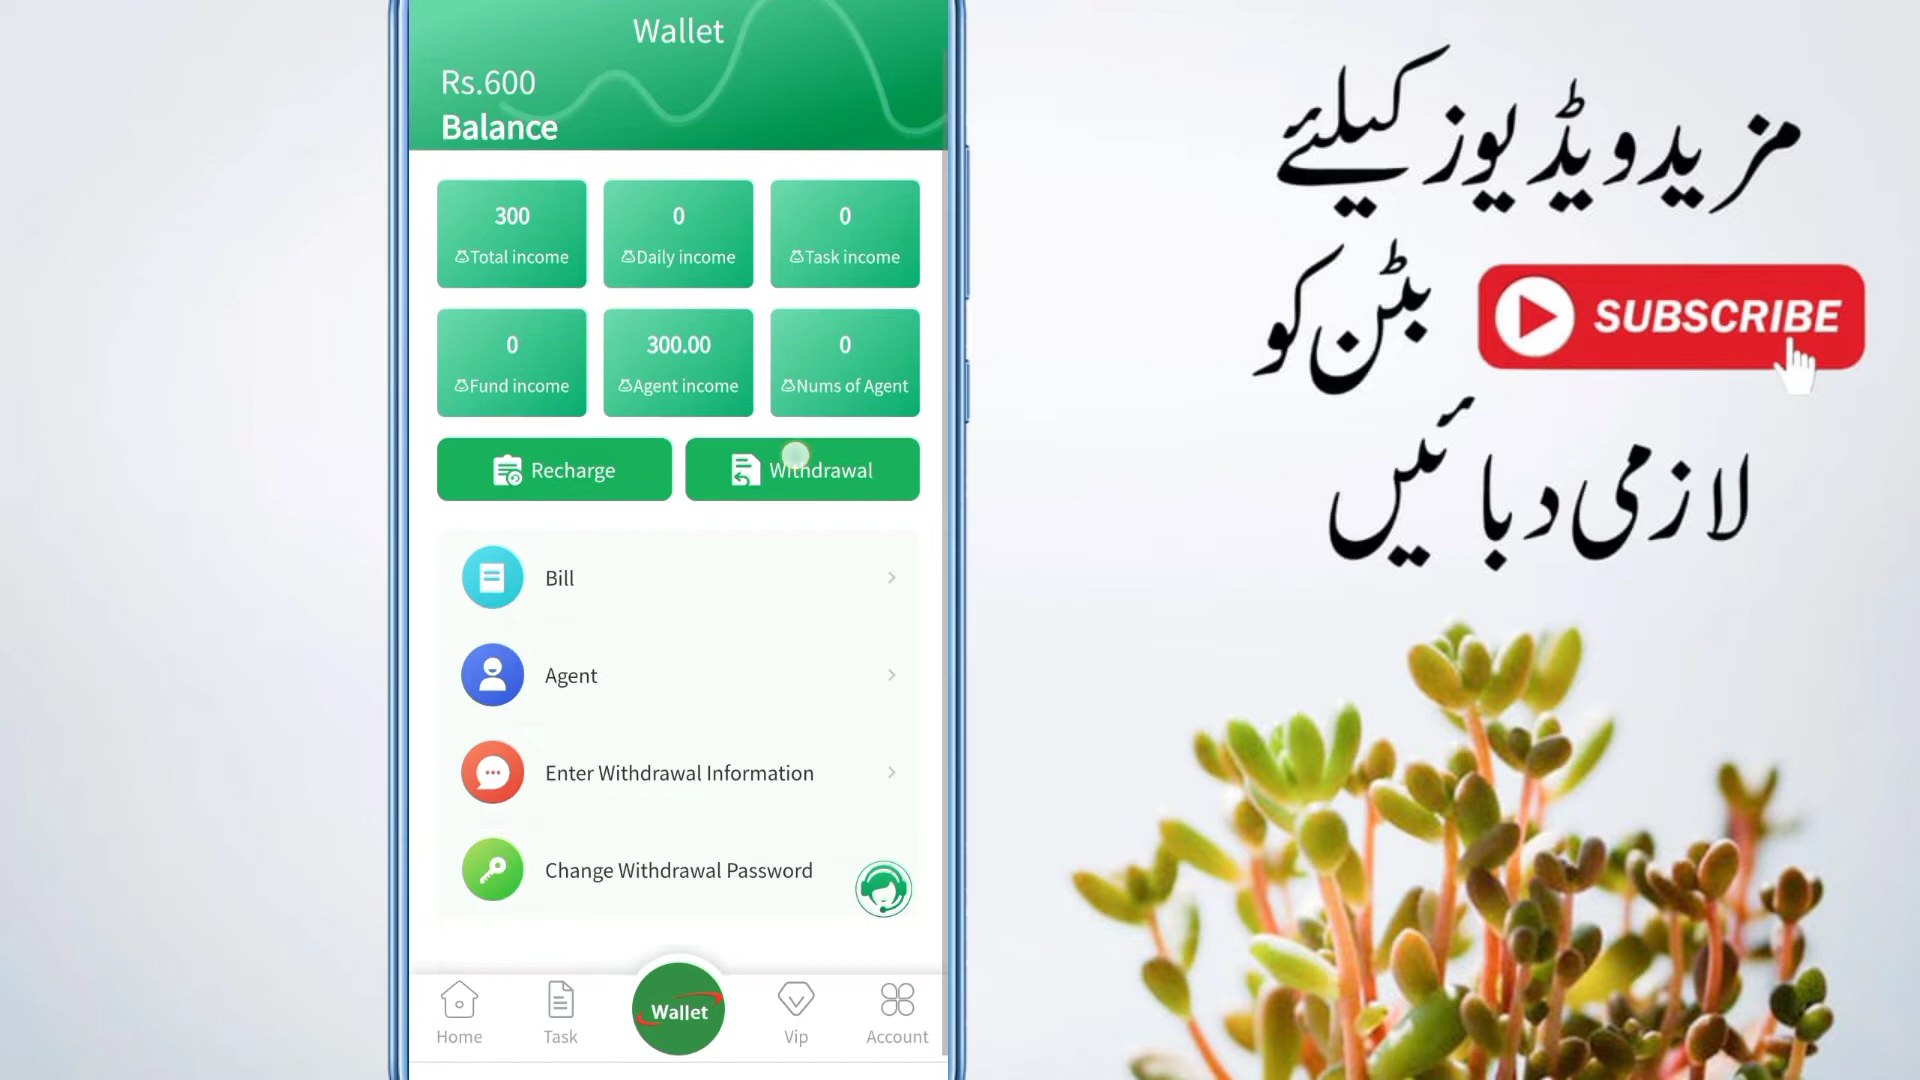 Wallet
Rs.600
Balance
300
Total income
0
Daily income
0
Task income
0
Fund income
300.00
Agent income
0
Nums of Agent
Recharge
Withdrawal
Bill
Agent
Enter Withdrawal Information
Change Withdrawal Password
Home
Task
Wallet
Vip
Account
مزید ویڈیوز کیلئے
SUBSCRIBE بٹن کو
لازمی دبائیں